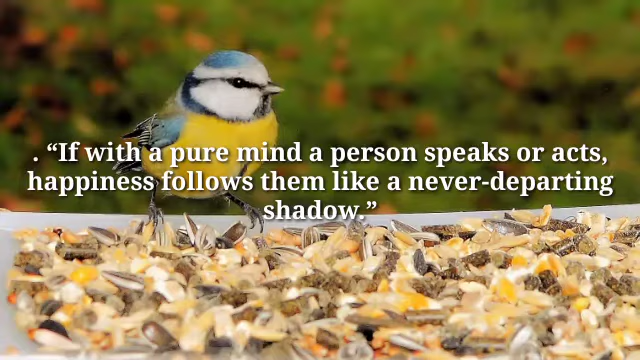 . “If with a pure mind a person speaks or acts,
happiness follows them like a never-departing
shadow.”